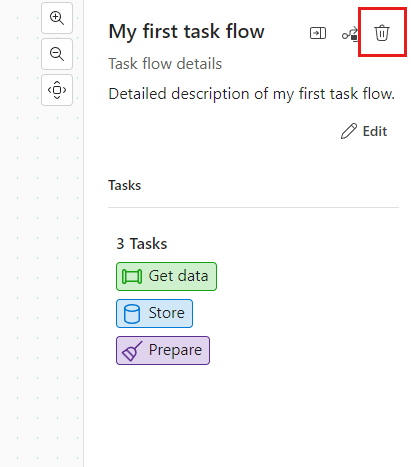 My first task flow
Task flow details
Detailed description of my first task flow.
Edit
Tasks
3 Tasks
Get data
Store
Prepare